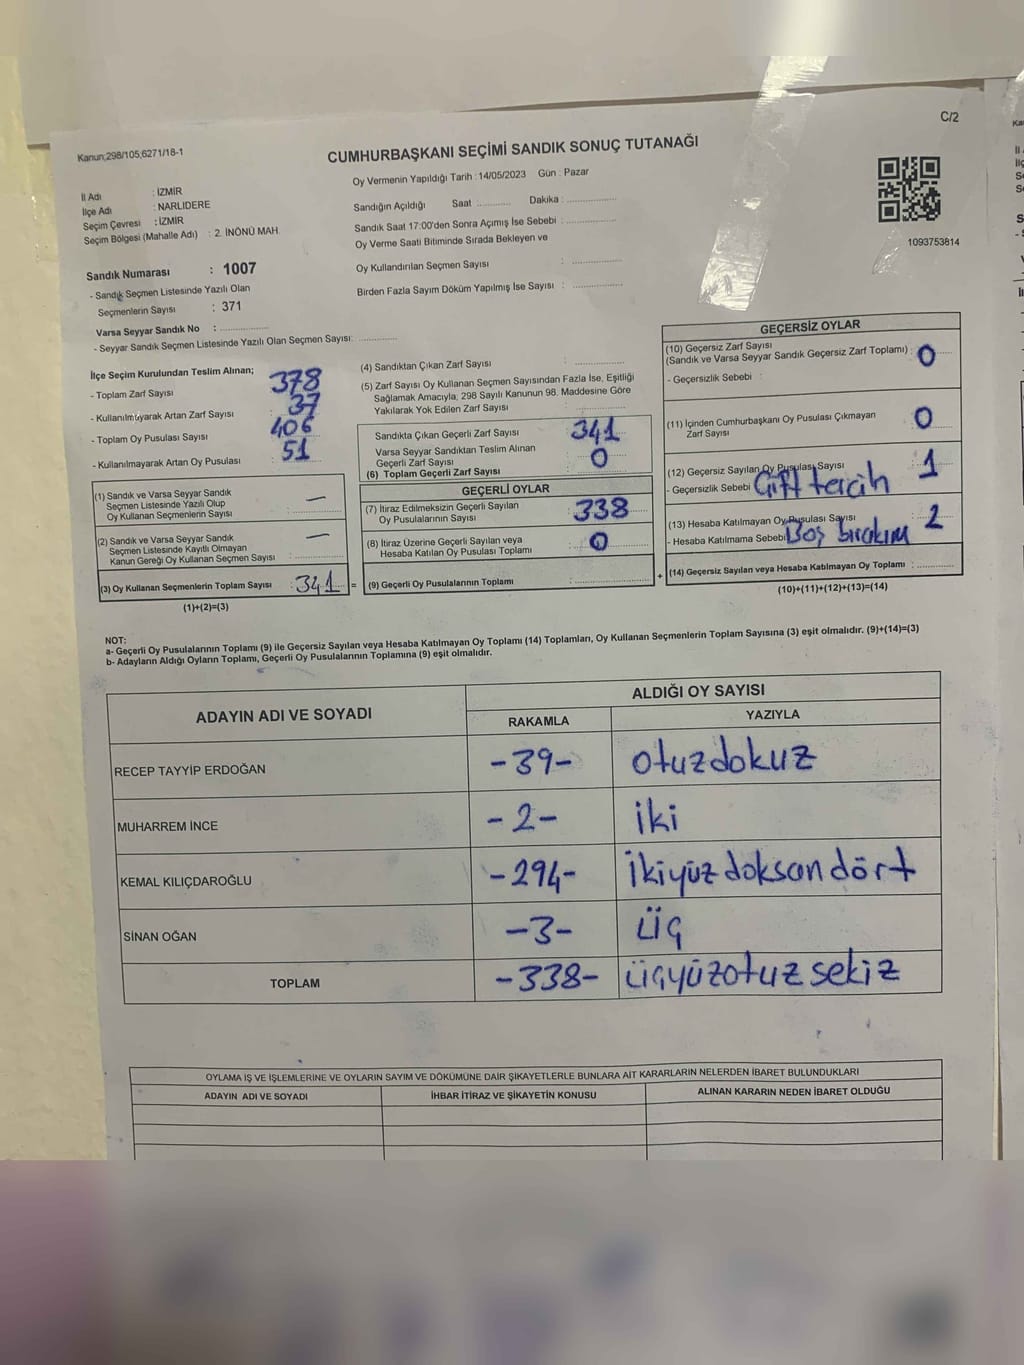 C/2
Kanun;298/105;6271/18-1
CUMHURBAŞKANI SEÇİMİ SANDIK SONUÇ TUTANAĞI
Oy Vermenin Yapıldığı Tarih : 14/05/2023 Gün : Pazar
İl Adı : İZMİR
İlçe Adı : NARLIDERE
Seçim Çevresi : İZMİR
Seçim Bölgesi (Mahalle Adı) : 2. İNÖNÜ MAH.
Sandığın Açıldığı Saat ........... Dakika : ...............
Sandık Saat 17:00'den Sonra Açımış İse Sebebi : ...............
Oy Verme Saati Bitiminde Sırada Bekleyen ve
Oy Kullandırılan Seçmen Sayısı : ...............
Birden Fazla Sayım Döküm Yapılmış İse Sayısı : ...............
1093753814
Sandık Numarası : 1007
- Sandık Seçmen Listesinde Yazılı Olan
Seçmenlerin Sayısı : 371
Varsa Seyyar Sandık No : ...............
- Seyyar Sandık Seçmen Listesinde Yazılı Olan Seçmen Sayısı: ............
İlçe Seçim Kurulundan Teslim Alınan;
- Toplam Zarf Sayısı 378
- Kullanılmayarak Artan Zarf Sayısı 37
- Toplam Oy Pusulası Sayısı 406
- Kullanılmayarak Artan Oy Pusulası 51
(1) Sandık ve Varsa Seyyar Sandık
Seçmen Listesinde Yazılı Olup
Oy Kullanan Seçmenlerin Sayısı : —
(2) Sandık ve Varsa Seyyar Sandık
Seçmen Listesinde Kayıtlı Olmayan
Kanun Gereği Oy Kullanan Seçmen Sayısı : —
(3) Oy Kullanan Seçmenlerin Toplam Sayısı : 341 =
(1)+(2)=(3)
(4) Sandıktan Çıkan Zarf Sayısı : ...............
(5) Zarf Sayısı Oy Kullanan Seçmen Sayısından Fazla İse, Eşitliği
Sağlamak Amacıyla; 298 Sayılı Kanunun 98. Maddesine Göre
Yakılarak Yok Edilen Zarf Sayısı : ...............
Sandıkta Çıkan Geçerli Zarf Sayısı 341
Varsa Seyyar Sandıktan Teslim Alınan
Geçerli Zarf Sayısı 0
(6) Toplam Geçerli Zarf Sayısı
GEÇERLİ OYLAR
(7) İtiraz Edilmeksizin Geçerli Sayılan
Oy Pusulalarının Sayısı 338
(8) İtiraz Üzerine Geçerli Sayılan veya
Hesaba Katılan Oy Pusulası Toplamı : 0
(9) Geçerli Oy Pusulalarının Toplamı : ............... +
GEÇERSİZ OYLAR
(10) Geçersiz Zarf Sayısı
(Sandık ve Varsa Seyyar Sandık Geçersiz Zarf Toplamı) : 0
- Geçersizlik Sebebi :
(11) İçinden Cumhurbaşkanı Oy Pusulası Çıkmayan
Zarf Sayısı 0
(12) Geçersiz Sayılan Oy Pusulası Sayısı 1
- Geçersizlik Sebebi Çift tercih
(13) Hesaba Katılmayan Oy Pusulası Sayısı 2
- Hesaba Katılmama Sebebi Boş bırakım
(14) Geçersiz Sayılan veya Hesaba Katılmayan Oy Toplamı : ............
(10)+(11)+(12)+(13)=(14)
NOT:
a- Geçerli Oy Pusulalarının Toplamı (9) ile Geçersiz Sayılan veya Hesaba Katılmayan Oy Toplamı (14) Toplamları, Oy Kullanan Seçmenlerin Toplam Sayısına (3) eşit olmalıdır. (9)+(14)=(3)
b- Adayların Aldığı Oyların Toplamı, Geçerli Oy Pusulalarının Toplamına (9) eşit olmalıdır.
ADAYIN ADI VE SOYADI
ALDIĞI OY SAYISI
RAKAMLA YAZIYLA
RECEP TAYYİP ERDOĞAN -39- otuzdokuz
MUHARREM İNCE -2- iki
KEMAL KILIÇDAROĞLU -294- ikiyüz doksan dört
SİNAN OĞAN -3- üç
TOPLAM -338- üçyüzotuz sekiz
OYLAMA İŞ VE İŞLEMLERİNE VE OYLARIN SAYIM VE DÖKÜMÜNE DAİR ŞİKAYETLERLE BUNLARA AİT KARARLARIN NELERDEN İBARET BULUNDUKLARI
ADAYIN ADI VE SOYADI İHBAR İTİRAZ VE ŞİKAYETİN KONUSU ALINAN KARARIN NEDEN İBARET OLDUĞU